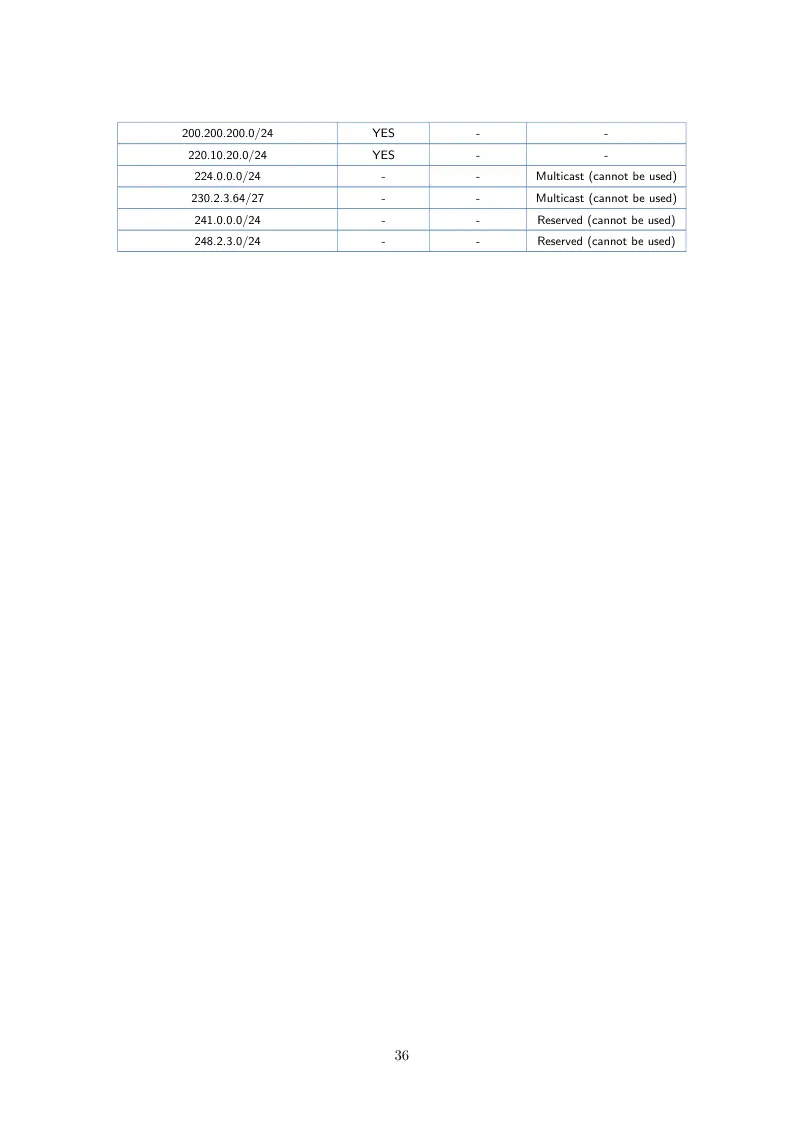 200.200.200.0/24 YES - -
220.10.20.0/24 YES - -
224.0.0.0/24 - - Multicast (cannot be used)
230.2.3.64/27 - - Multicast (cannot be used)
241.0.0.0/24 - - Reserved (cannot be used)
248.2.3.0/24 - - Reserved (cannot be used)
36